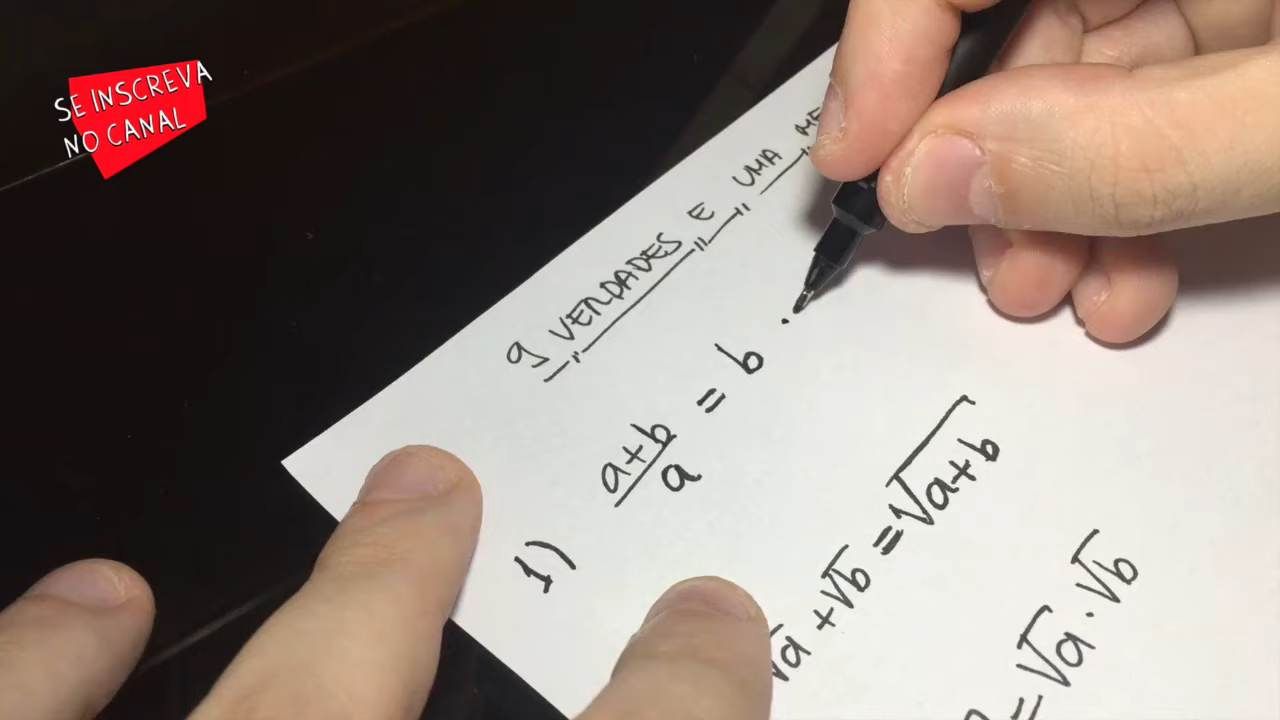 SE INSCREVA
NO CANAL
9 VERDADES E UMA
1) a+b/a = b .
√a + √b = √a+b
= √a . √b